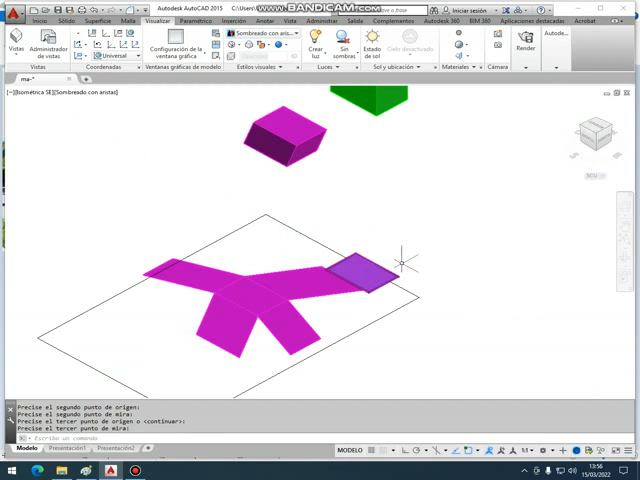 Autodesk AutoCAD 2015
C:\Users\
WWW.BANDICAM.COM
Iniciar sesión
Inicio Sólido Superficie Malla Visualizar Paramétrico Inserción Anotar Vista Administrar Salida Complementos Autodesk 360 BIM 360 Aplicaciones destacadas Acrobat
Vistas
Administrador de vistas
Universal
Configuración de la ventana gráfica
Sombreado con aris...
Crear luz
Sin sombras
Estado de sol
Cielo desactivado
Render
Autode...
Coordenadas
Ventanas gráficas de modelo
Estilos visuales
Luces
Sol y ubicación
Cámara
ma-*
[−][Isométrica SE][Sombreado con aristas]
Precise el segundo punto de origen:
Precise el segundo punto de mira:
Precise el tercer punto de origen o <continuar>:
Precise el tercer punto de mira:
Escriba un comando
Modelo Presentación1 Presentación2
MODELO
1:1
13:56
15/03/2022